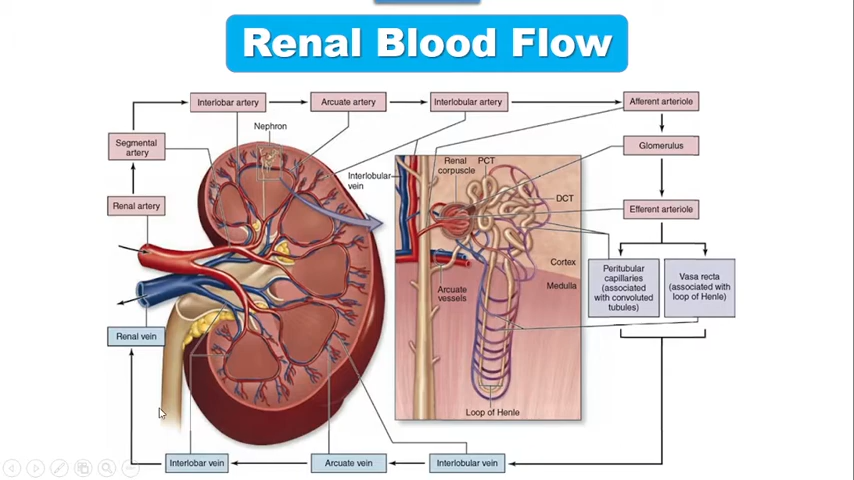 Renal Blood Flow
Interlobar artery
Arcuate artery
Interlobular artery
Afferent arteriole
Segmental
artery
Nephron
Glomerulus
Renal
corpuscle
PCT
Interlobular
vein
DCT
Renal artery
Efferent arteriole
Cortex
Medulla
Arcuate
vessels
Peritubular
capillaries
(associated
with convoluted
tubules)
Vasa recta
(associated with
loop of Henle)
Renal vein
Loop of Henle
Interlobar vein
Arcuate vein
Interlobular vein